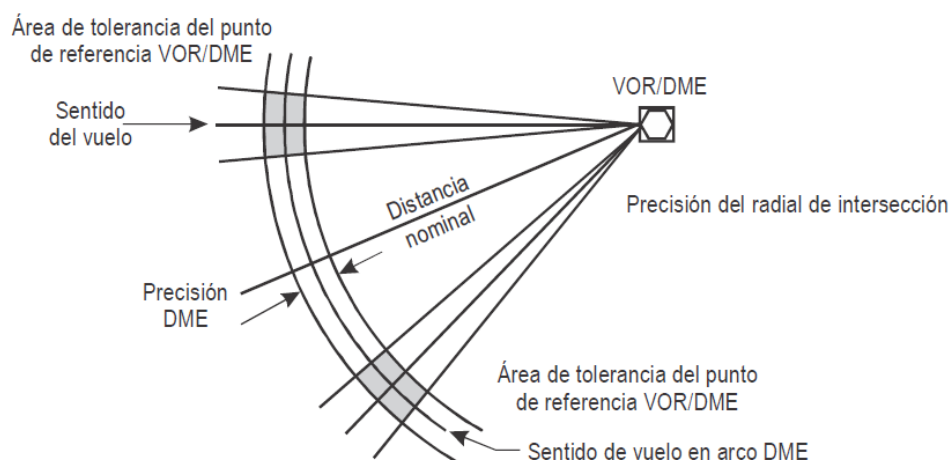 Área de tolerancia del punto
de referencia VOR/DME
VOR/DME
Sentido
del vuelo
Distancia
nominal
Precisión del radial de intersección
Precisión
DME
Área de tolerancia del punto
de referencia VOR/DME
Sentido de vuelo en arco DME